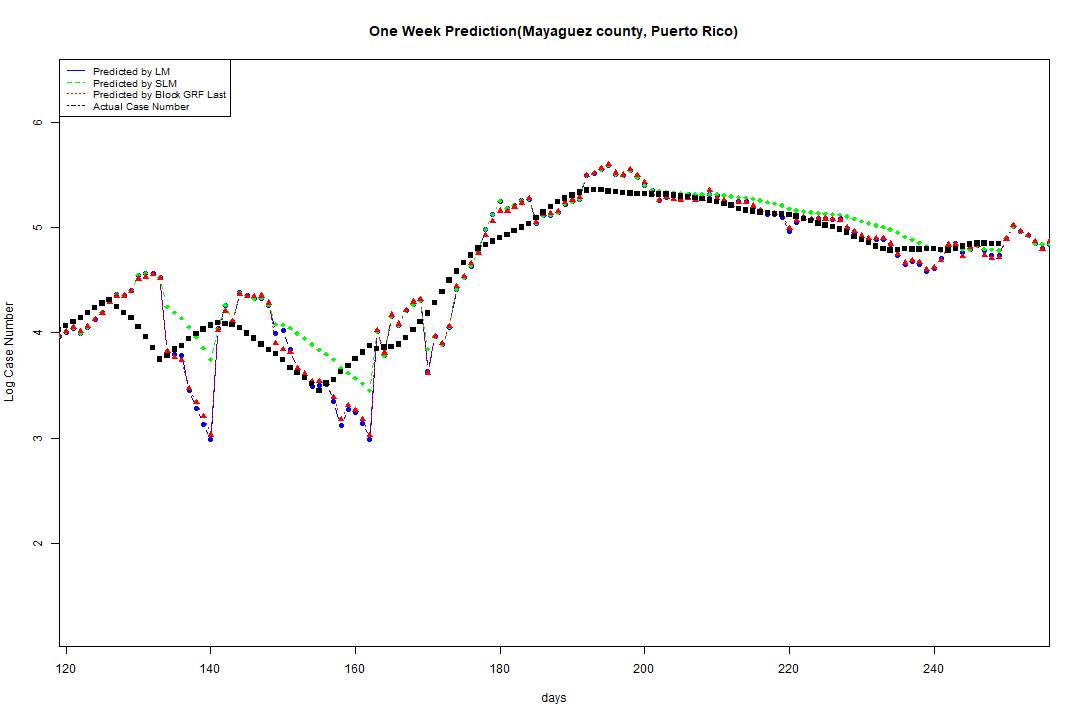 One Week Prediction(Mayaguez county, Puerto Rico)
Predicted by LM
Predicted by SLM
Predicted by Block GRF Last
Actual Case Number
6
5
4
3
2
Log Case Number
120 140 160 180 200 220 240
days